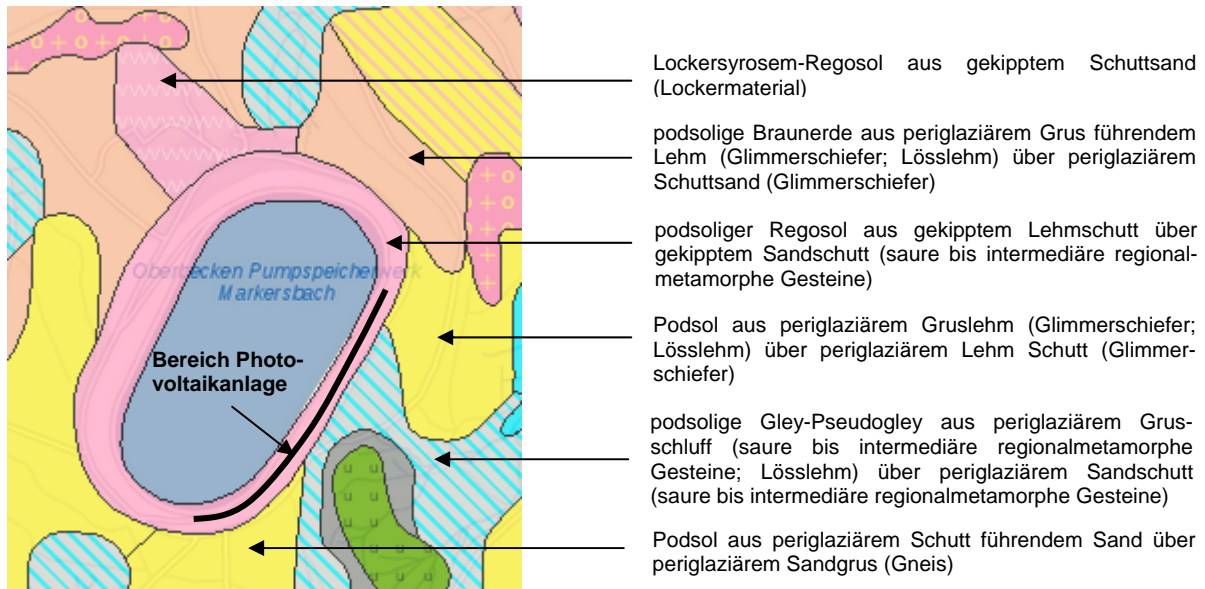 Lockersyrosem-Regosol aus gekipptem Schuttsand
(Lockermaterial)
podsolige Braunerde aus periglaziärem Grus führendem
Lehm (Glimmerschiefer; Lösslehm) über periglaziärem
Schuttsand (Glimmerschiefer)
podsoliger Regosol aus gekipptem Lehmschutt über
gekipptem Sandschutt (saure bis intermediäre regional-
metamorphe Gesteine)
Oberbecken Pumpspeicherwerk
Markersbach
Podsol aus periglaziärem Gruslehm (Glimmerschiefer;
Lösslehm) über periglaziärem Lehm Schutt (Glimmer-
schiefer)
Bereich Photo-
voltaikanlage
podsolige Gley-Pseudogley aus periglaziärem Grus-
schluff (saure bis intermediäre regionalmetamorphe
Gesteine; Lösslehm) über periglaziärem Sandschutt
(saure bis intermediäre regionalmetamorphe Gesteine)
Podsol aus periglaziärem Schutt führendem Sand über
periglaziärem Sandgrus (Gneis)